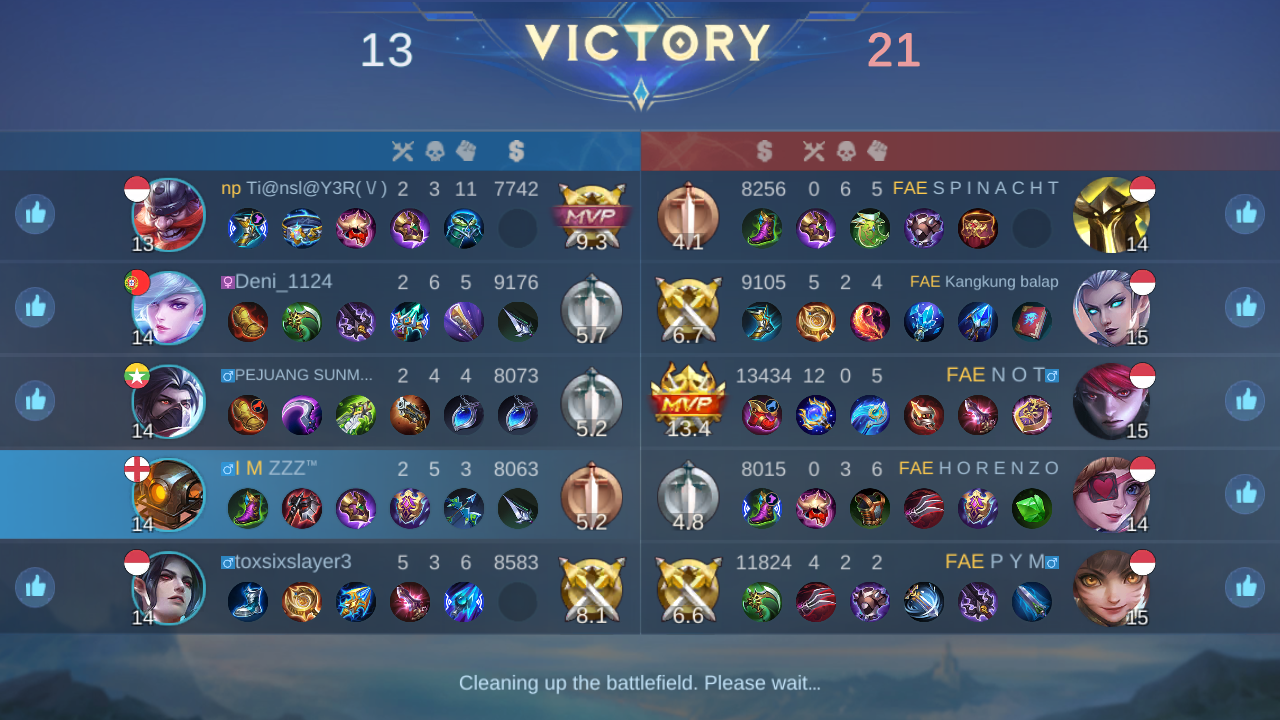 13 VICTORY 21
np Ti@nsl@Y3R( \/ ) 2 3 11 7742
13
MVP
9.3
8256 0 6 5 FAE S P I N A C H T
4.1
14
Deni_1124 2 6 5 9176
14
5.7
9105 5 2 4 FAE Kangkung balap
6.7
15
PEJUANG SUNM... 2 4 4 8073
14
5.2
13434 12 0 5 FAE N O T
MVP
13.4
15
I M ZZZ™ 2 5 3 8063
14
5.2
8015 0 3 6 FAE H O R E N Z O
4.8
14
toxsixslayer3 5 3 6 8583
14
8.1
11824 4 2 2 FAE P Y M
6.6
15
Cleaning up the battlefield. Please wait...